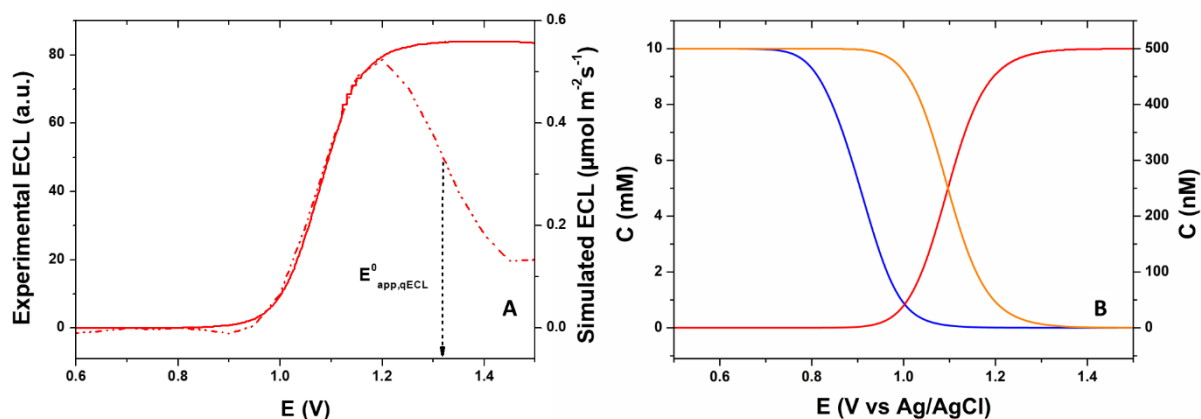 Experimental ECL (a.u.)
80
60
40
20
0
0.6
0.4
0.2
0.0
Simulated ECL (µmol m⁻²s⁻¹)
E⁰app,qECL
A
0.6 0.8 1.0 1.2 1.4
E (V)
C (mM)
10
8
6
4
2
0
500
400
300
200
100
0
C (nM)
B
0.6 0.8 1.0 1.2 1.4
E (V vs Ag/AgCl)